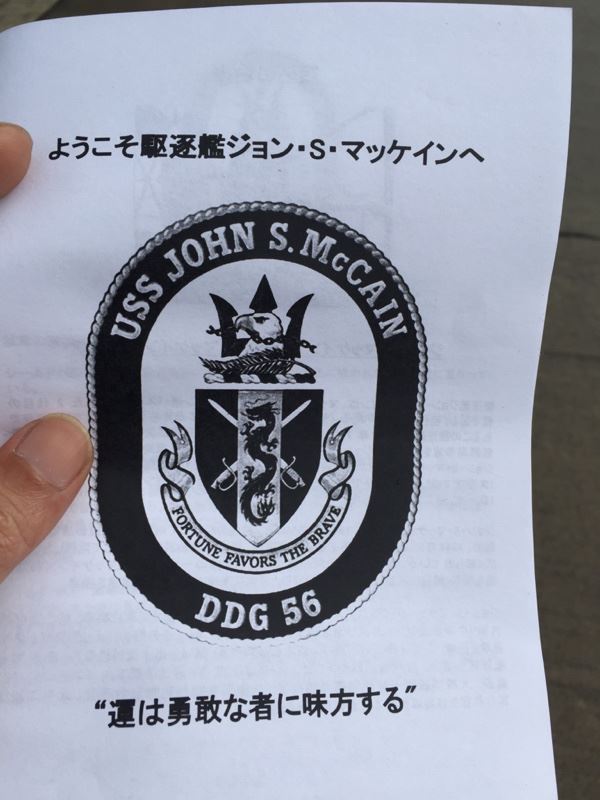 ようこそ駆逐艦ジョン・S・マッケインへ
USS JOHN S. McCAIN
FORTUNE FAVORS THE BRAVE
DDG 56
“運は勇敢な者に味方する”